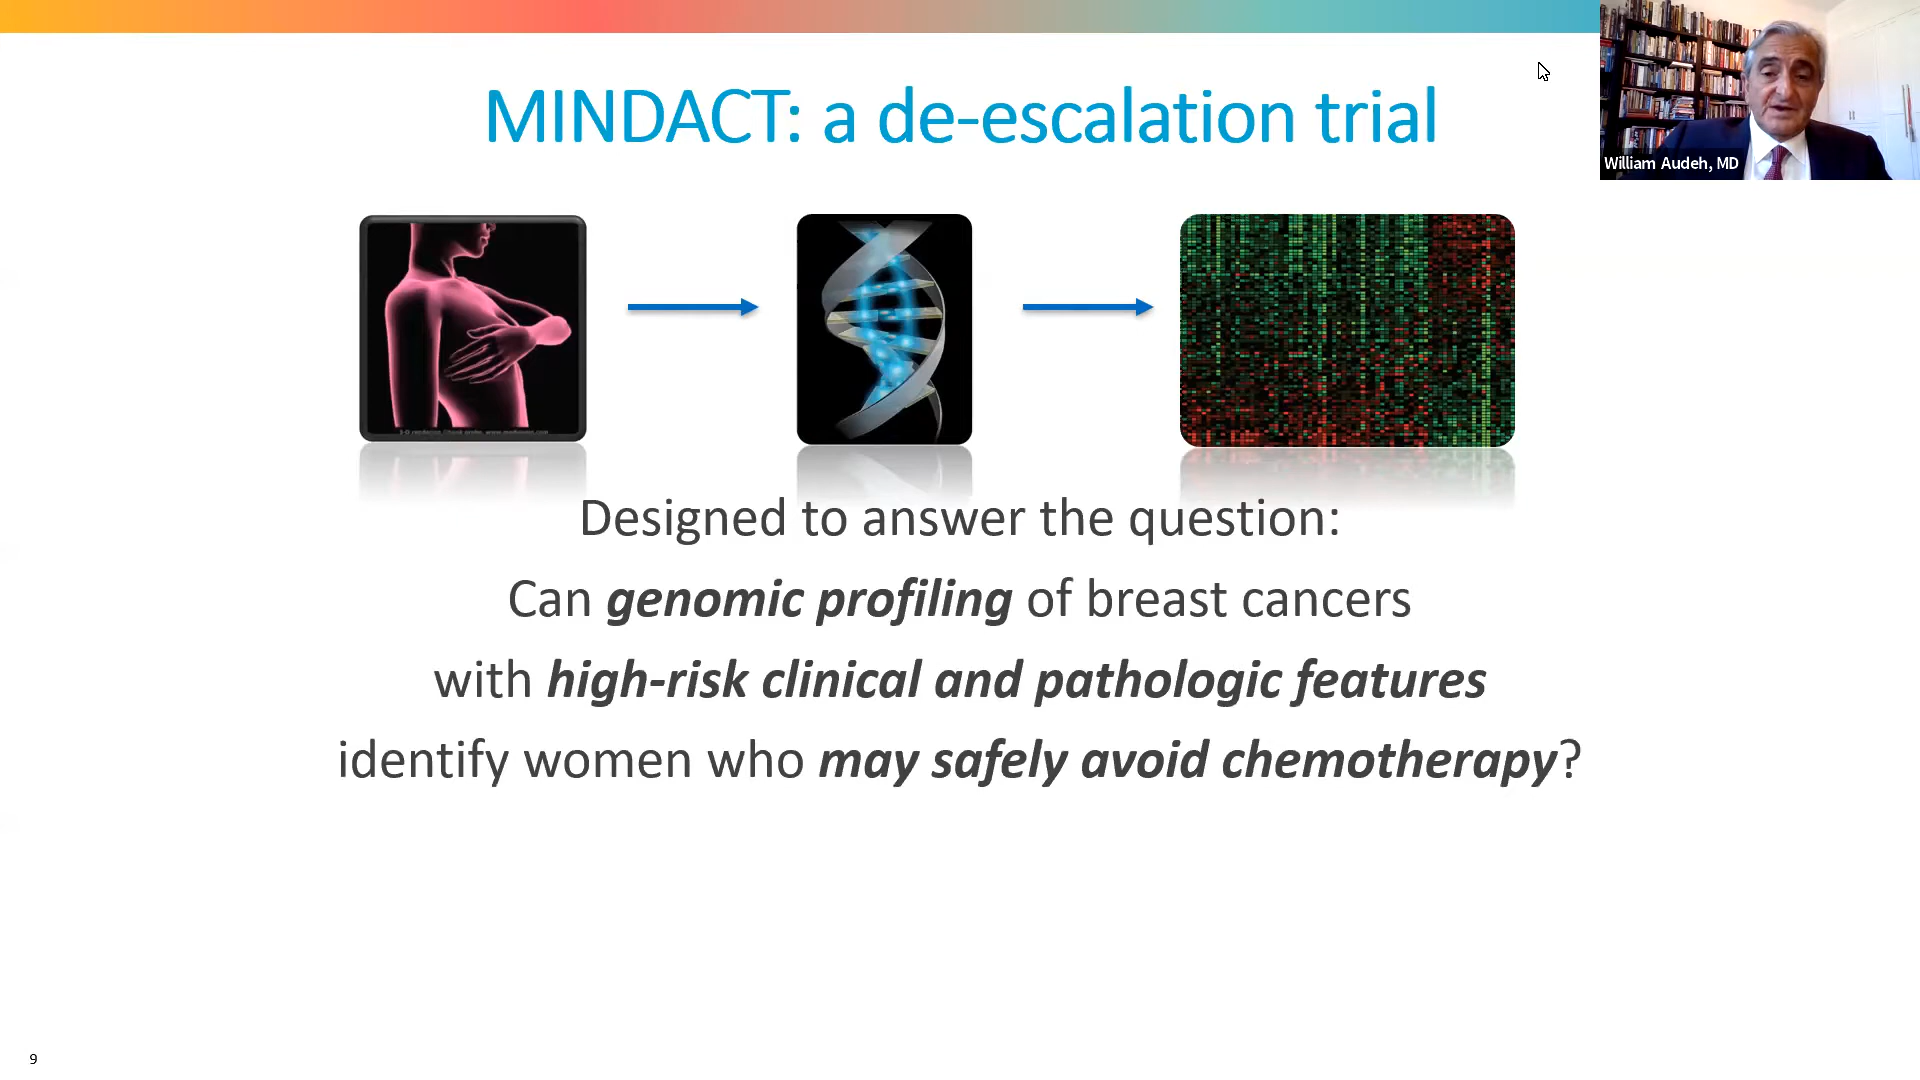 MINDACT: a de-escalation trial
William Audeh, MD
Designed to answer the question:
Can genomic profiling of breast cancers
with high-risk clinical and pathologic features
identify women who may safely avoid chemotherapy?
9